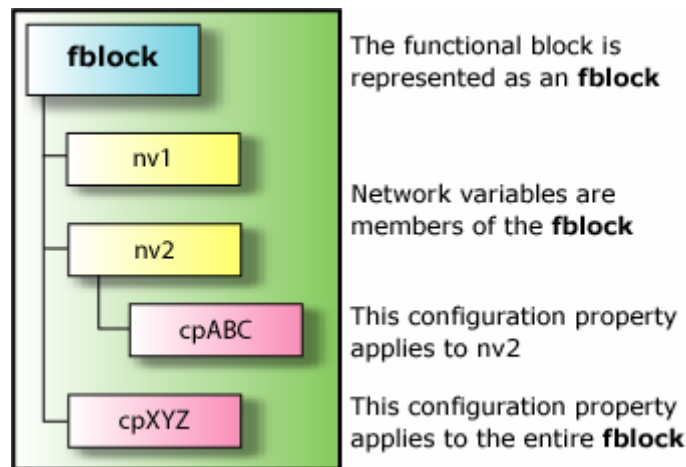 fblock
The functional block is
represented as an fblock
nv1
nv2
Network variables are
members of the fblock
cpABC
This configuration property
applies to nv2
cpXYZ
This configuration property
applies to the entire fblock